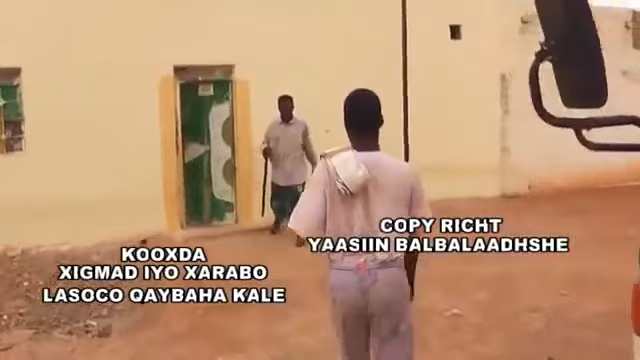 KOOXDA
XIGMAD IYO XARABO
LASOCO QAYBAHA KALE
COPY RICHT
YAASIIN BALBALAADHSHE